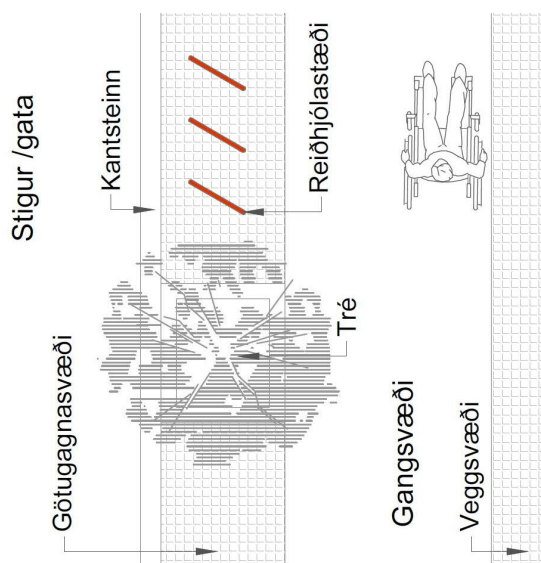 Stigur /gata
Kantsteinn
Reiðhjólastæði
Tré
Götugagnasvæði
Gangsvæði
Veggsvæði